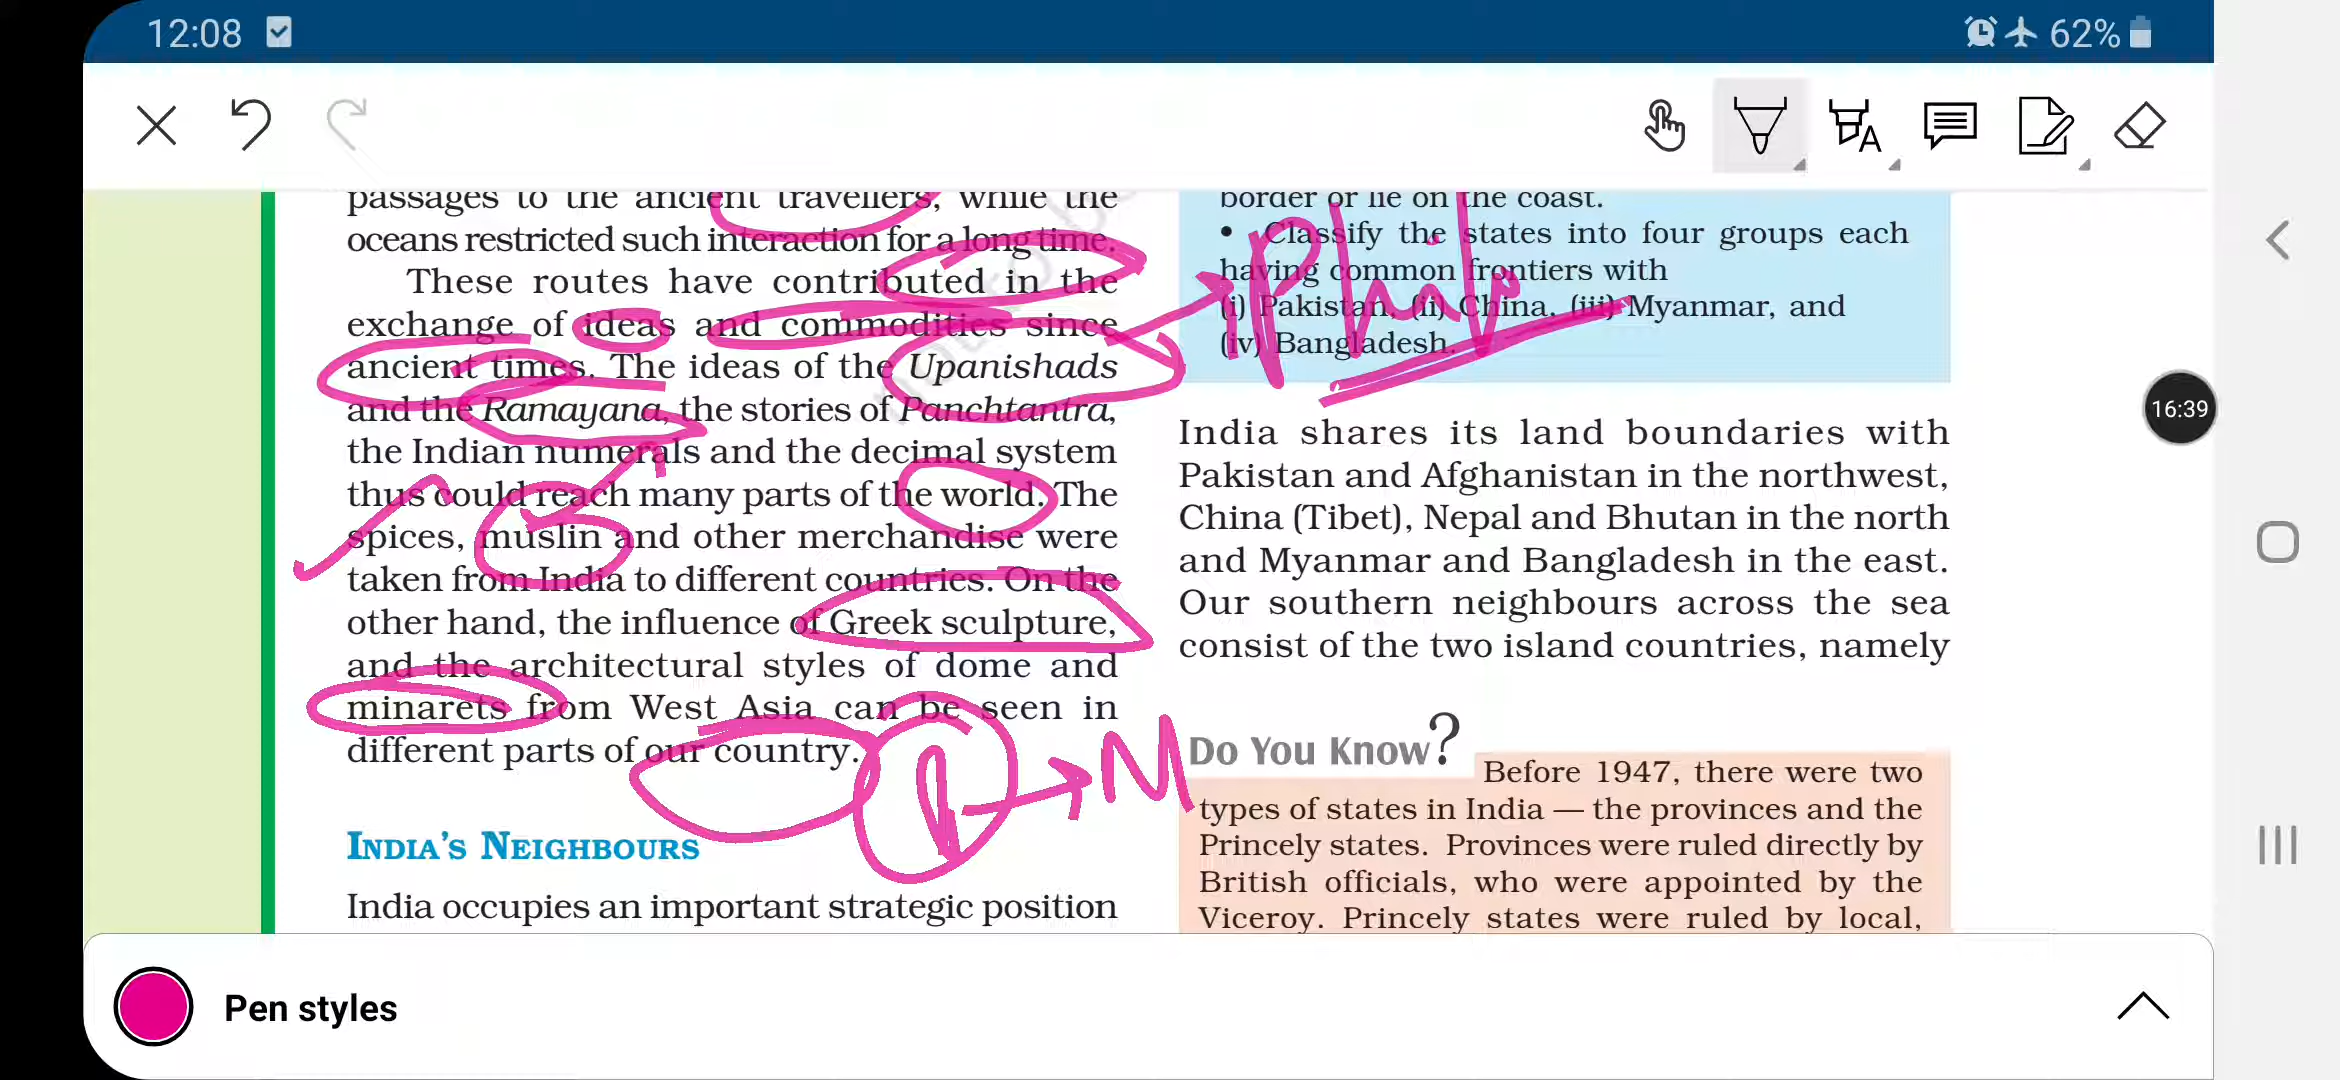 12:08
62%
passages to the ancient travellers, while the
oceans restricted such interaction for a long time.
These routes have contributed in the
exchange of ideas and commodities since
ancient times. The ideas of the Upanishads
and the Ramayana, the stories of Panchtantra,
the Indian numerals and the decimal system
thus could reach many parts of the world. The
spices, muslin and other merchandise were
taken from India to different countries. On the
other hand, the influence of Greek sculpture,
and the architectural styles of dome and
minarets from West Asia can be seen in
different parts of our country.
M
INDIA'S NEIGHBOURS
India occupies an important strategic position
border or lie on the coast.
• Classify the states into four groups each
having common frontiers with
(i) Pakistan, (ii) China, (iii) Myanmar, and
(iv) Bangladesh.
Philo
India shares its land boundaries with
Pakistan and Afghanistan in the northwest,
China (Tibet), Nepal and Bhutan in the north
and Myanmar and Bangladesh in the east.
Our southern neighbours across the sea
consist of the two island countries, namely
Do You Know?
Before 1947, there were two
types of states in India — the provinces and the
Princely states. Provinces were ruled directly by
British officials, who were appointed by the
Viceroy. Princely states were ruled by local,
16:39
Pen styles